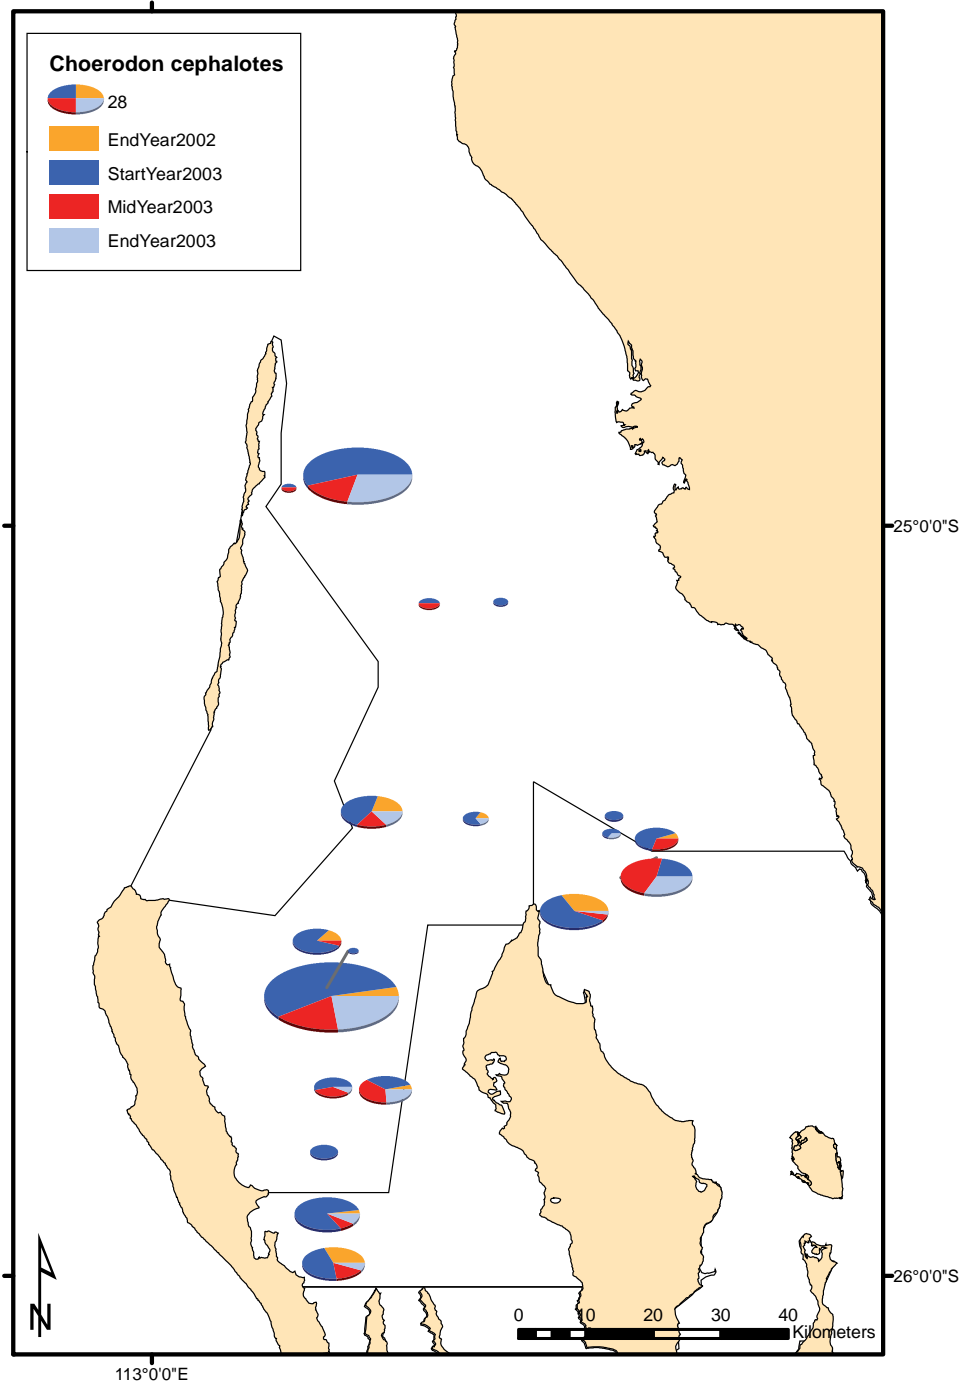 Choerodon cephalotes
28
EndYear2002
StartYear2003
MidYear2003
EndYear2003
25°0'0"S
26°0'0"S
N
0 10 20 30 40
Kilometers
113°0'0"E